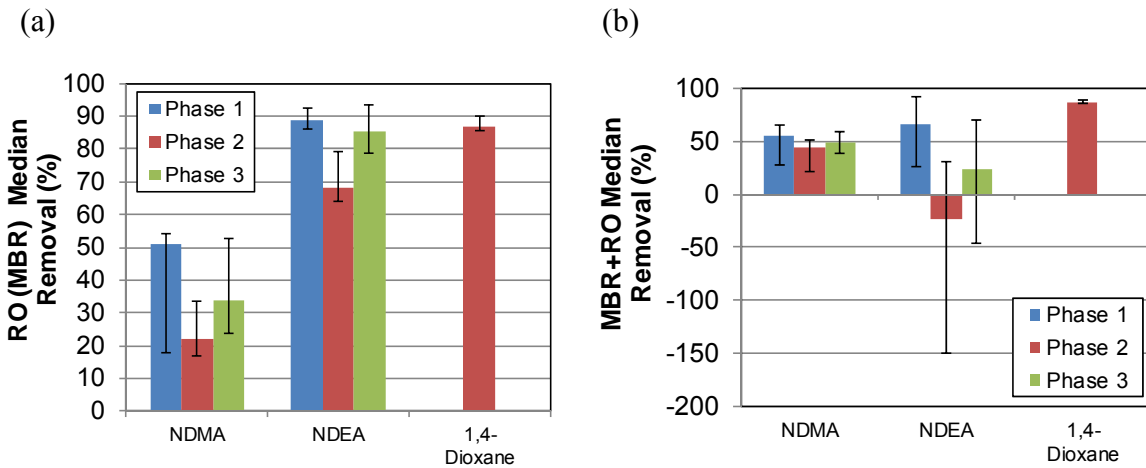 (a)
RO (MBR) Median
Removal (%)
100
90
80
70
60
50
40
30
20
10
0
Phase 1
Phase 2
Phase 3
NDMA
NDEA
1,4-
Dioxane
(b)
MBR+RO Median
Removal (%)
100
50
0
-50
-100
-150
-200
Phase 1
Phase 2
Phase 3
NDMA
NDEA
1,4-
Dioxane